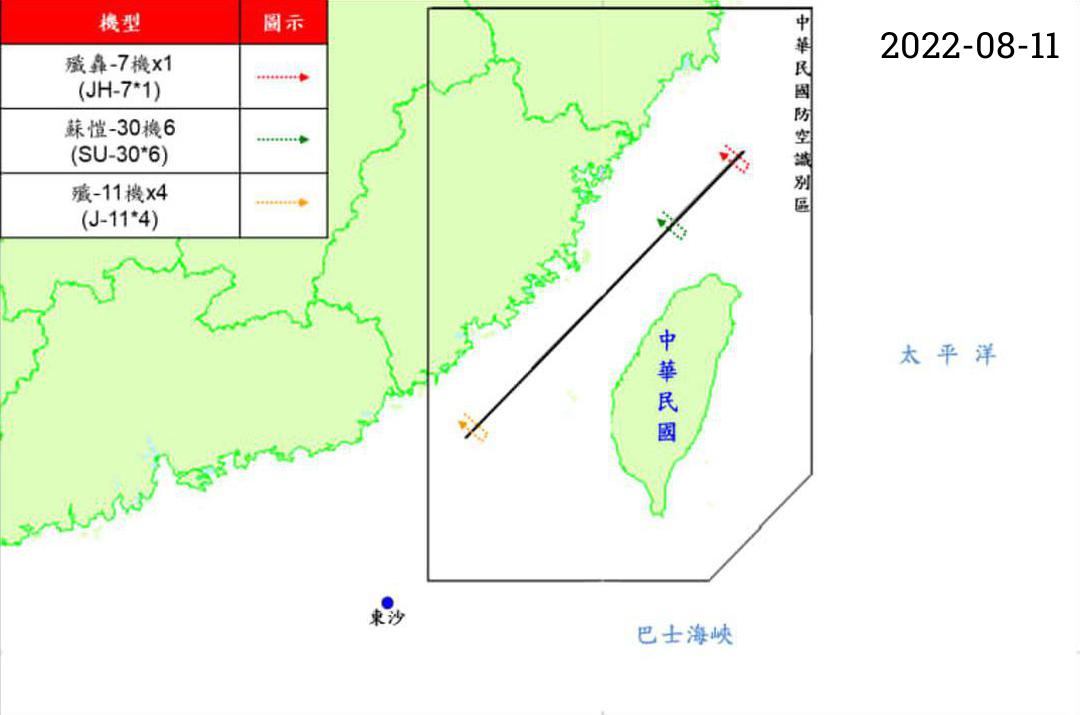 機型 圖示
殲轟-7機x1
(JH-7*1)
蘇愷-30機6
(SU-30*6)
殲-11機x4
(J-11*4)
2022-08-11
中華民國防空識別區
中華民國
太平洋
東沙
巴士海峽